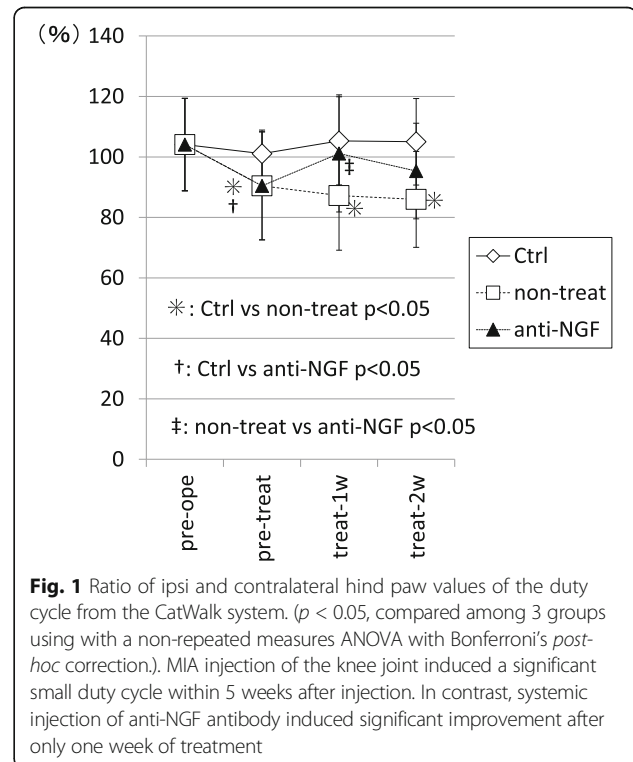 (%)
140
120
100
80
60
40
20
0
‡
✳
†
✳
✳
✳: Ctrl vs non-treat p<0.05
†: Ctrl vs anti-NGF p<0.05
‡: non-treat vs anti-NGF p<0.05
pre-ope
pre-treat
treat-1w
treat-2w
Ctrl
non-treat
anti-NGF
Fig. 1 Ratio of ipsi and contralateral hind paw values of the duty
cycle from the CatWalk system. (p < 0.05, compared among 3 groups
using with a non-repeated measures ANOVA with Bonferroni's post-
hoc correction.). MIA injection of the knee joint induced a significant
small duty cycle within 5 weeks after injection. In contrast, systemic
injection of anti-NGF antibody induced significant improvement after
only one week of treatment